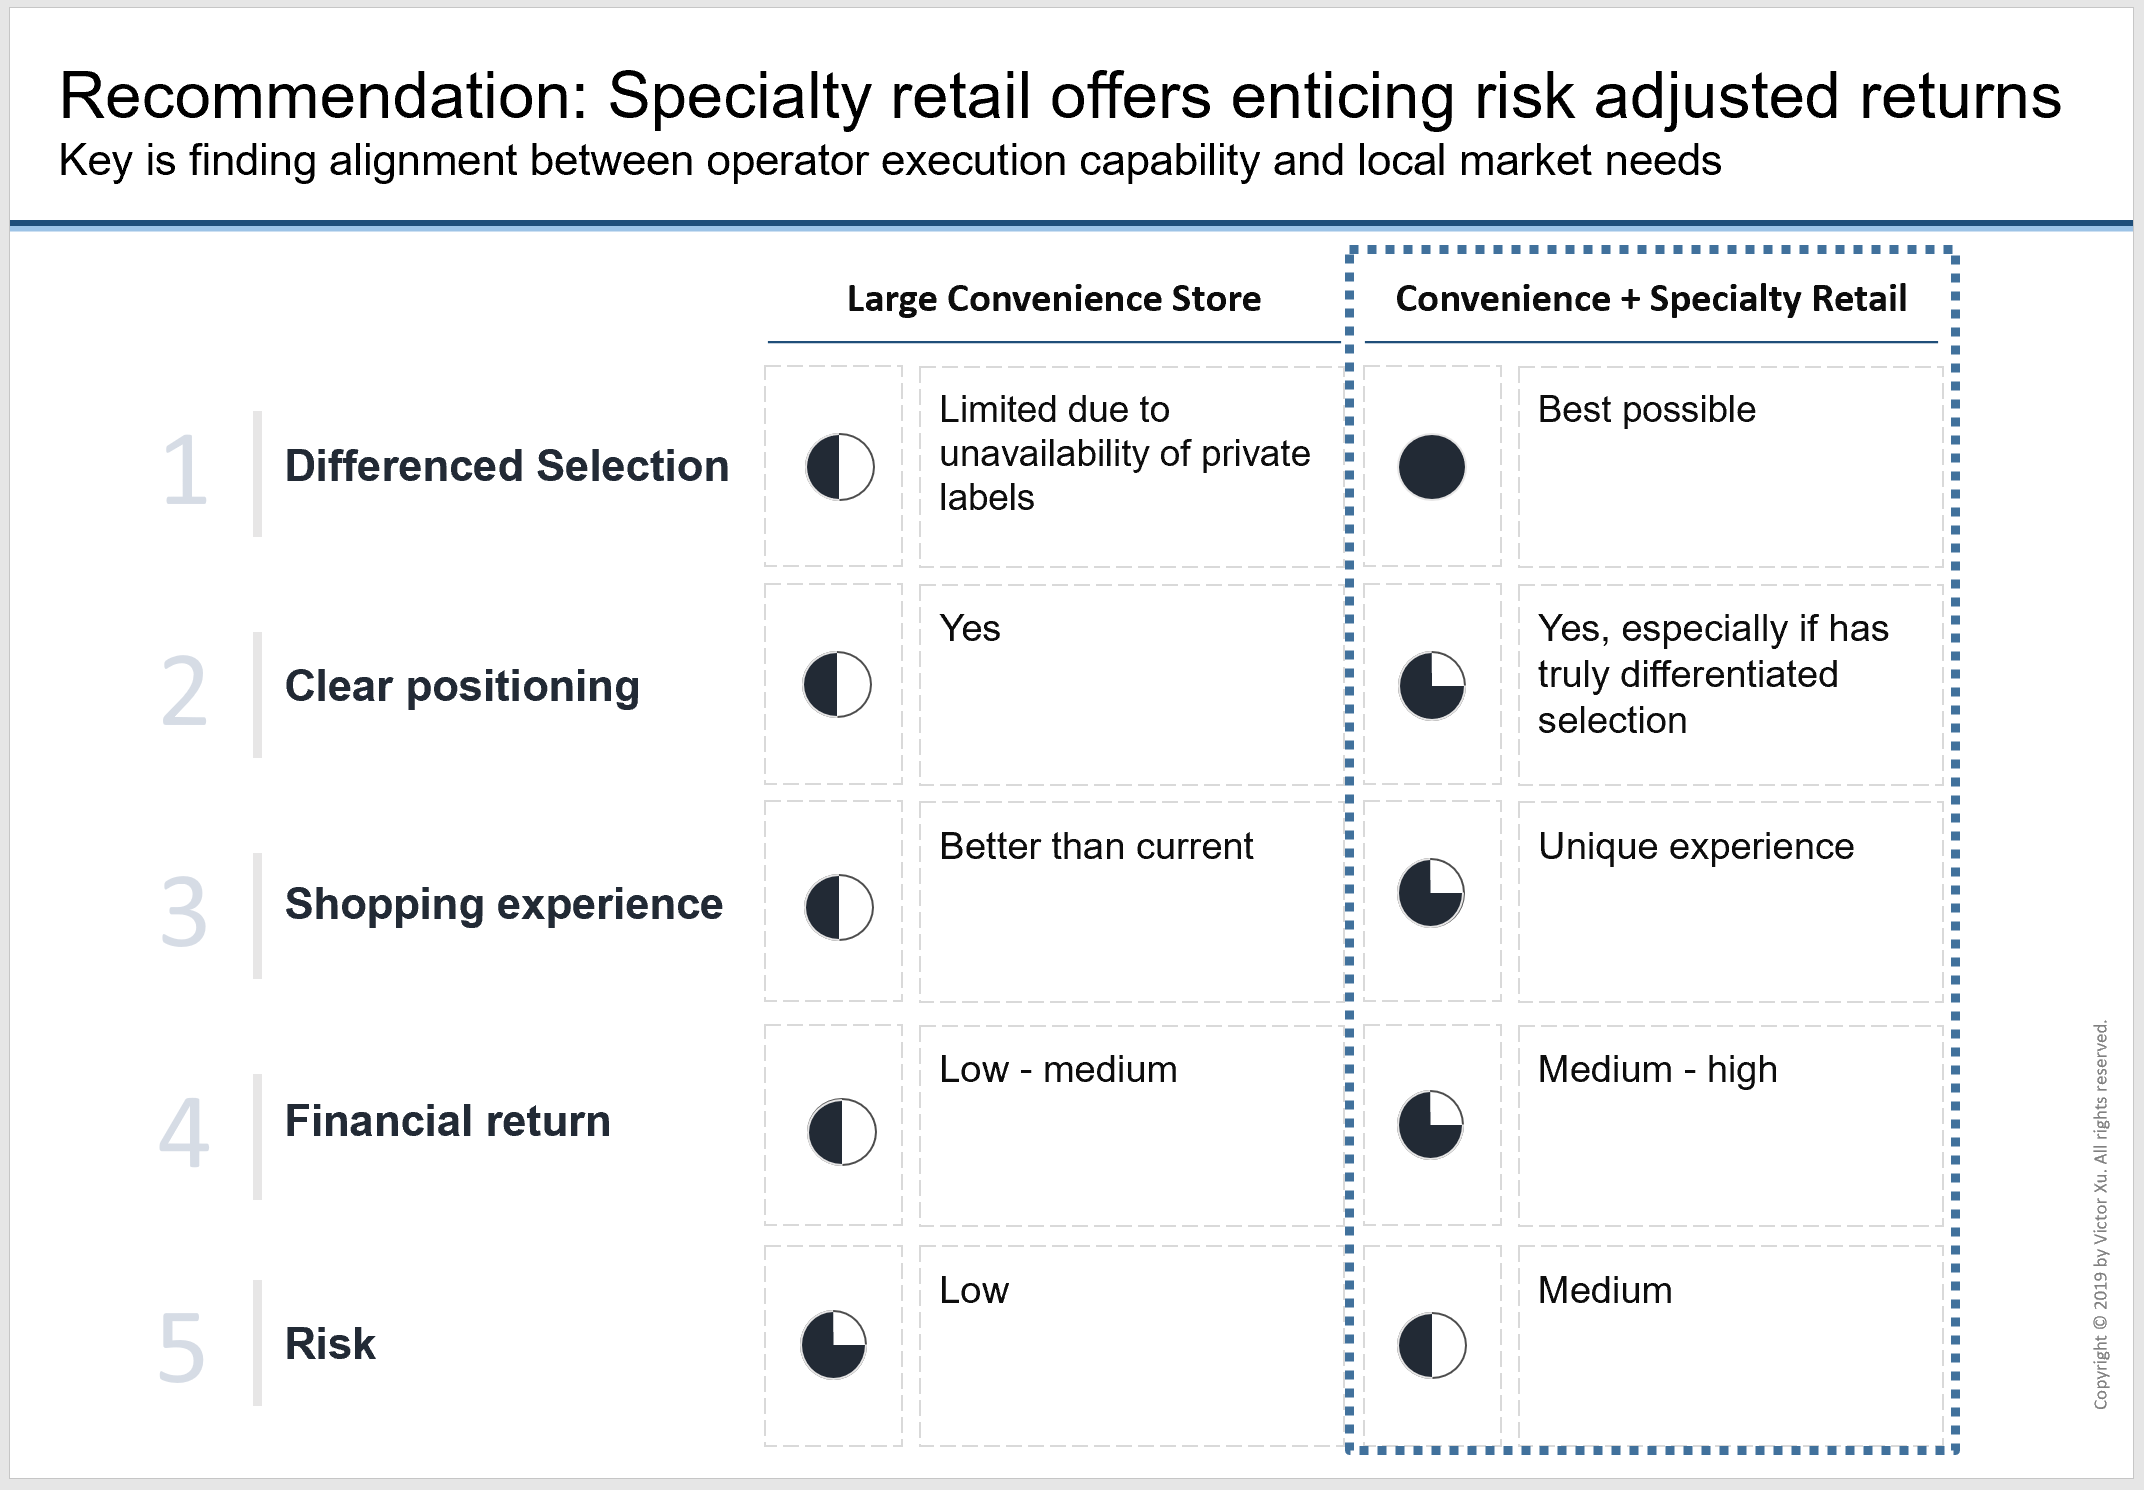 Recommendation: Specialty retail offers enticing risk adjusted returns
Key is finding alignment between operator execution capability and local market needs
Large Convenience Store
Convenience + Specialty Retail
1
Differenced Selection
Limited due to
unavailability of private
labels
Best possible
2
Clear positioning
Yes
Yes, especially if has
truly differentiated
selection
3
Shopping experience
Better than current
Unique experience
4
Financial return
Low - medium
Medium - high
5
Risk
Low
Medium
Copyright © 2019 by Victor Xu. All rights reserved.